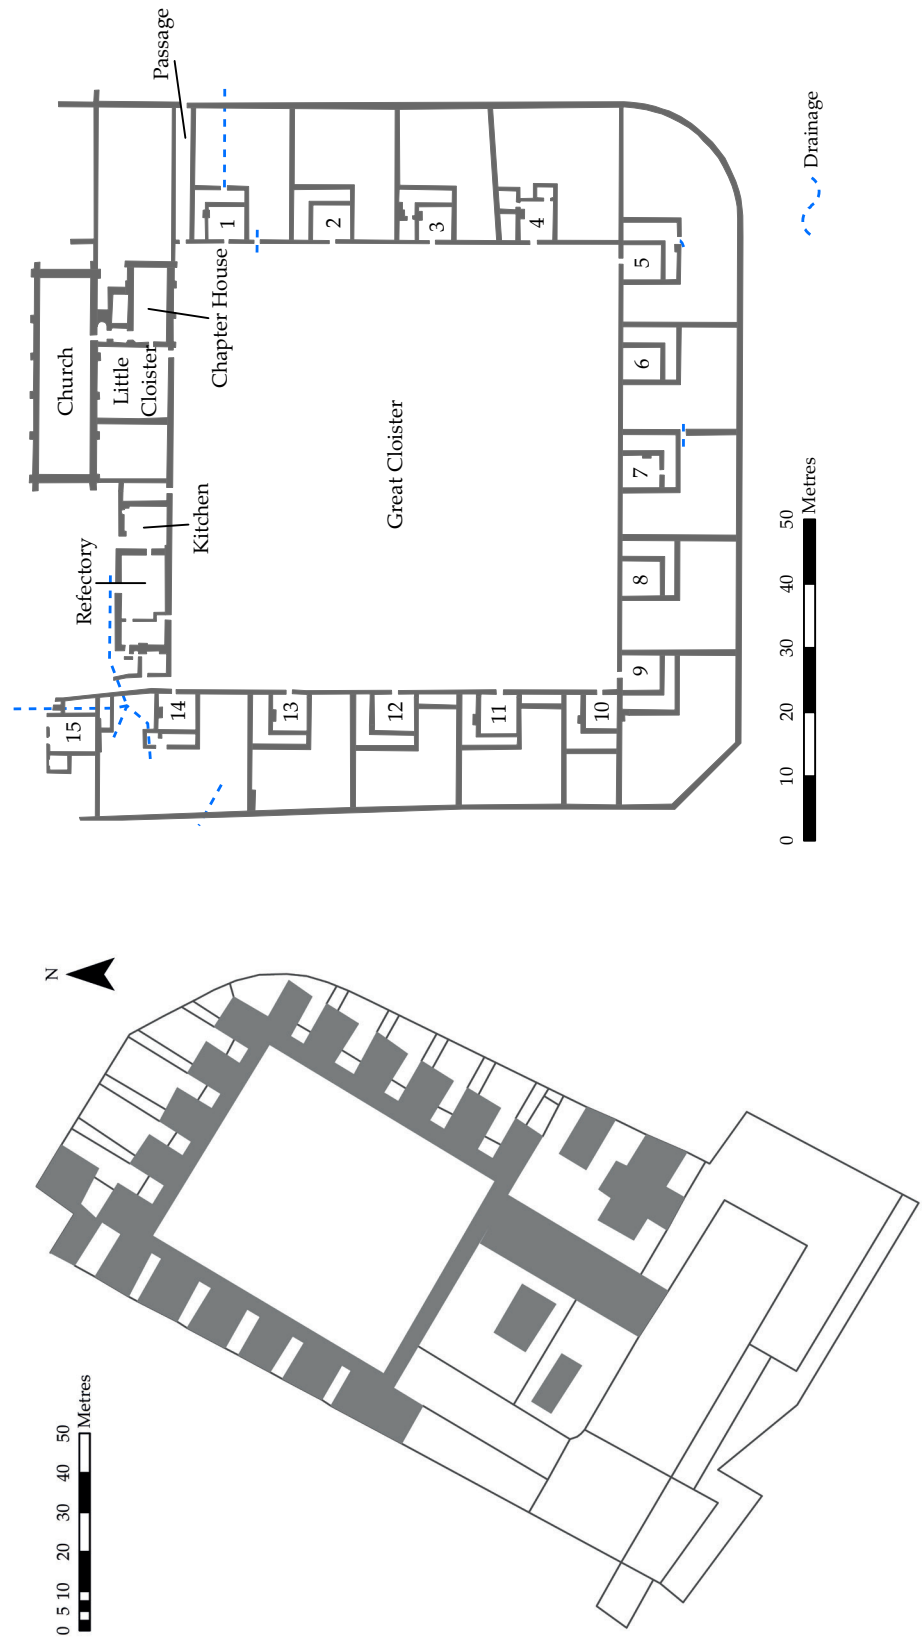 Passage
Church
Little
Cloister
Chapter House
Refectory
Kitchen
Great Cloister
1
2
3
4
5
6
7
8
9
10
11
12
13
14
15
Drainage
0 10 20 30 40 50
Metres
N
0 5 10 20 30 40 50
Metres